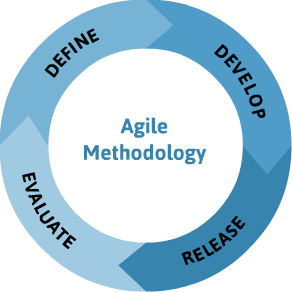 DEFINE
DEVELOP
Agile
Methodology
EVALUATE
RELEASE